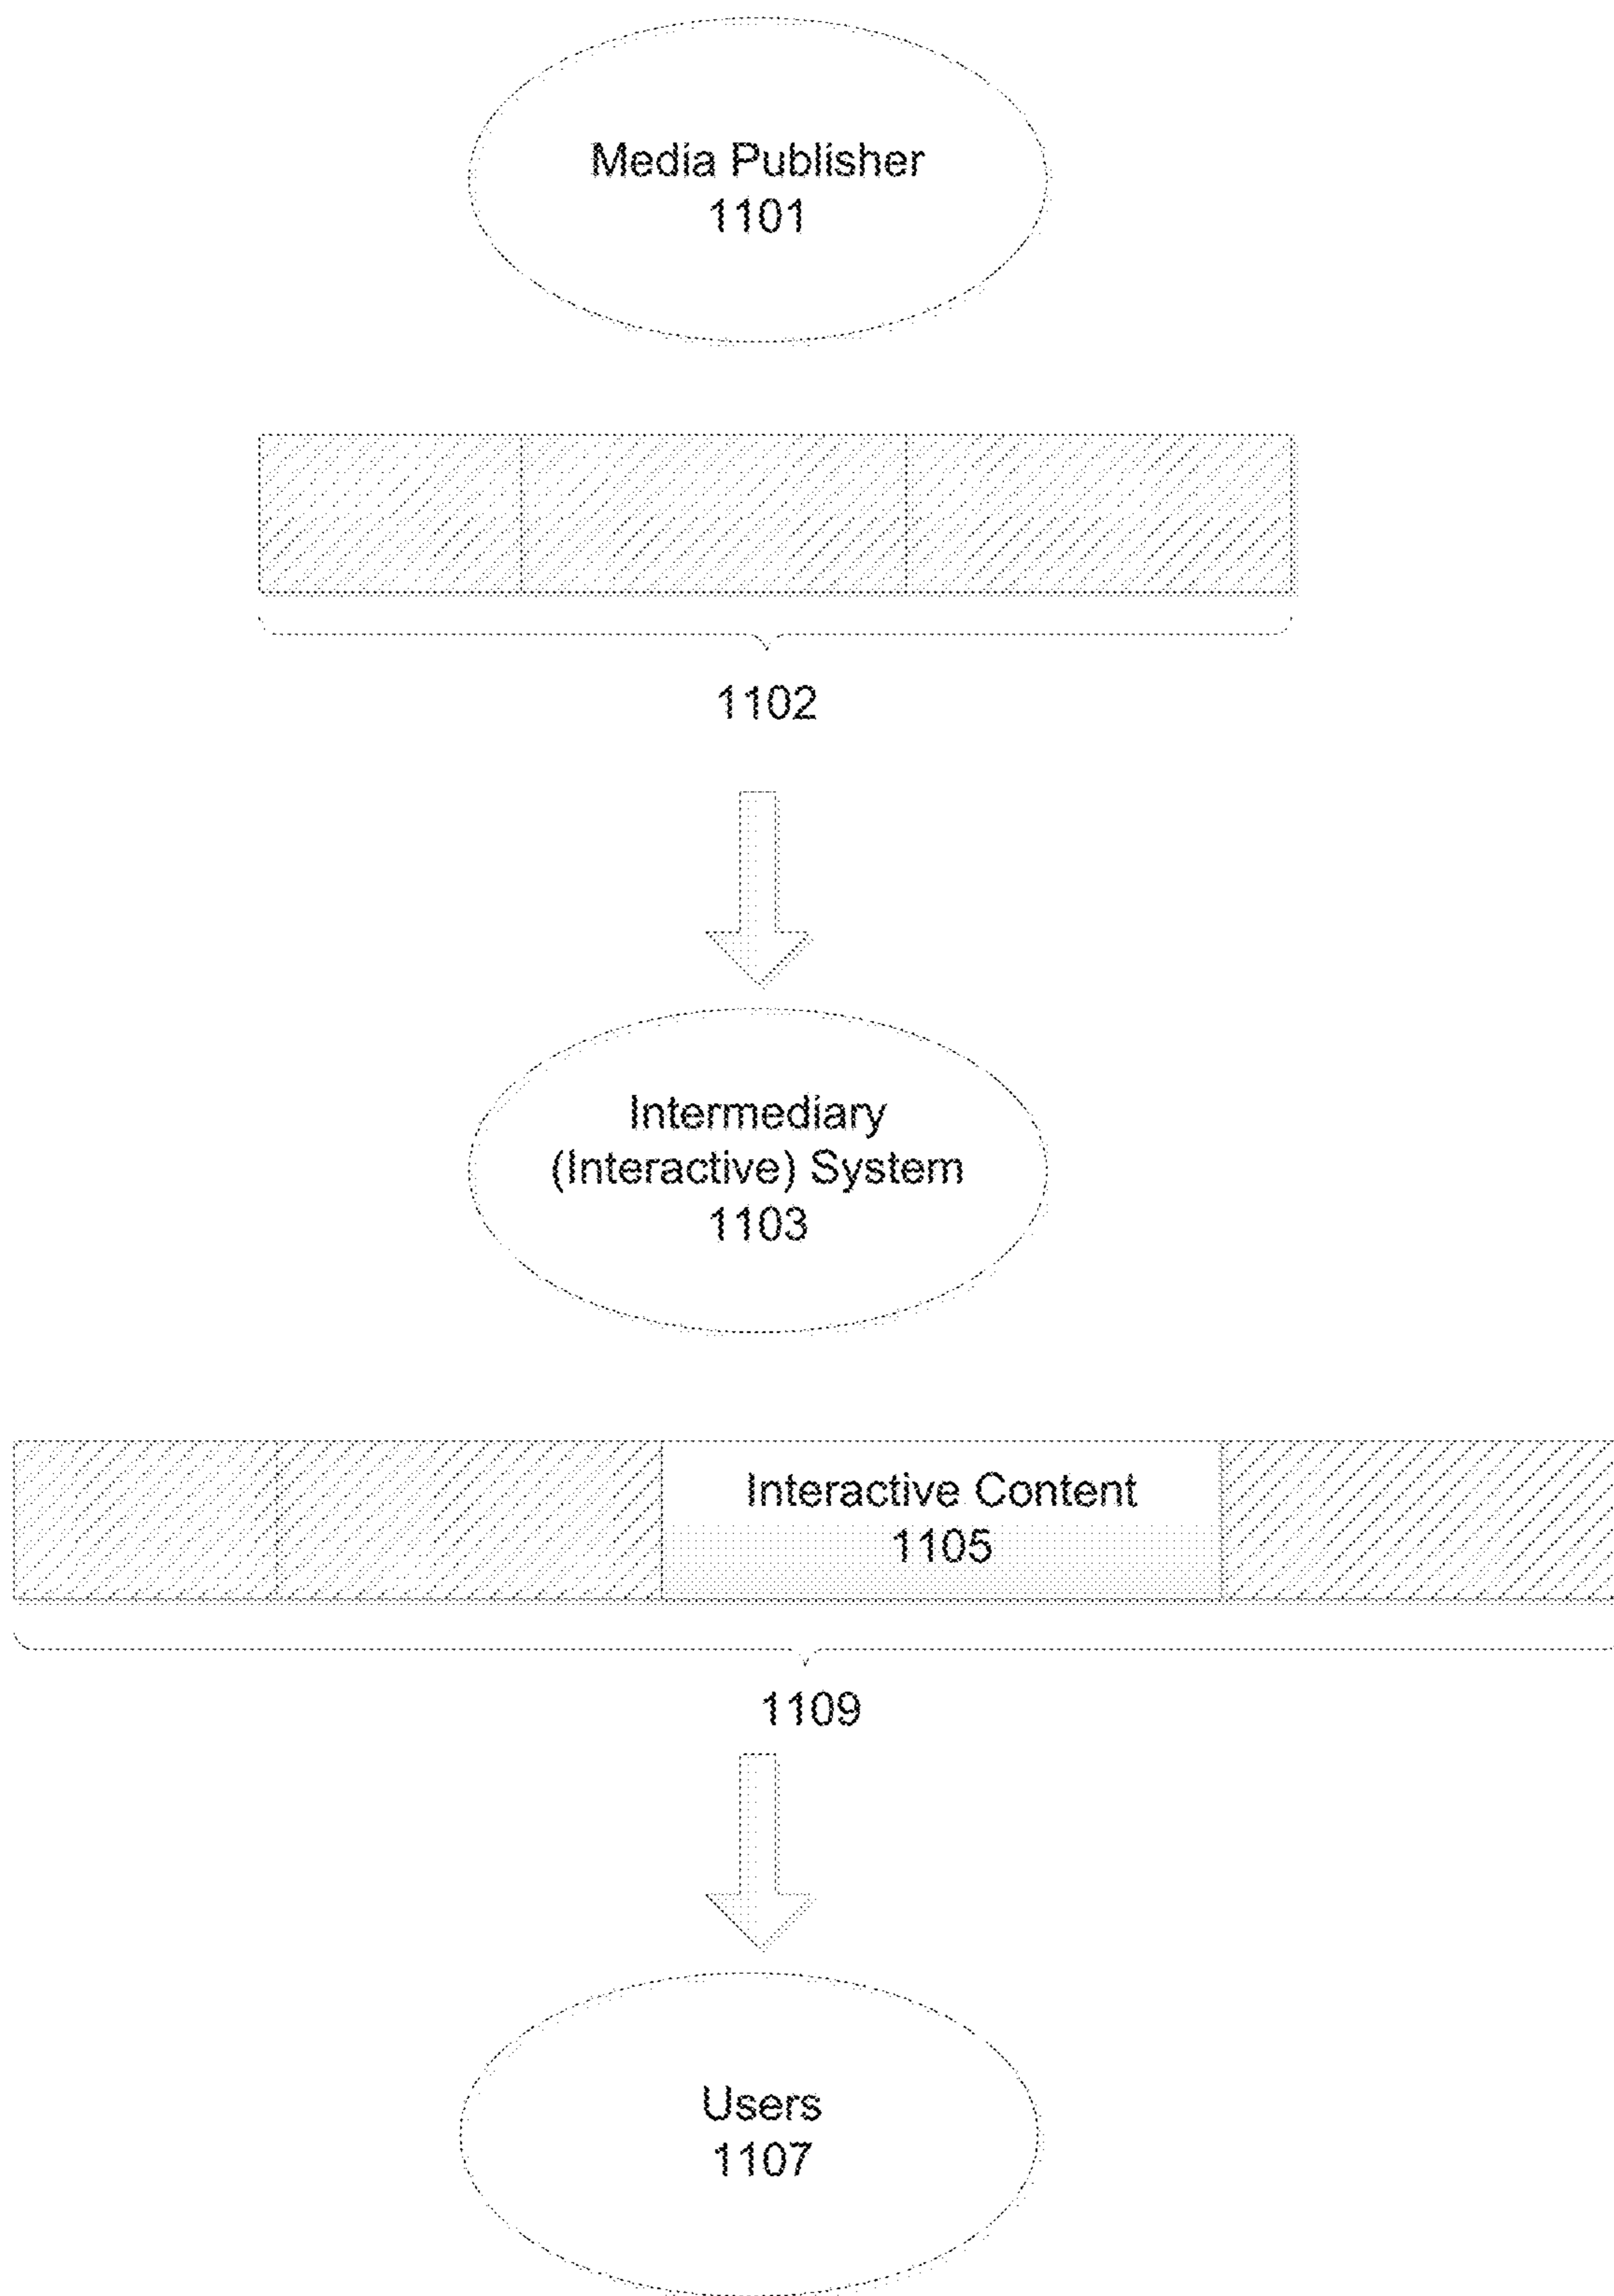 Media Publisher
1101
1102
Intermediary
(Interactive) System
1103
Interactive Content
1105
1109
Users
1107